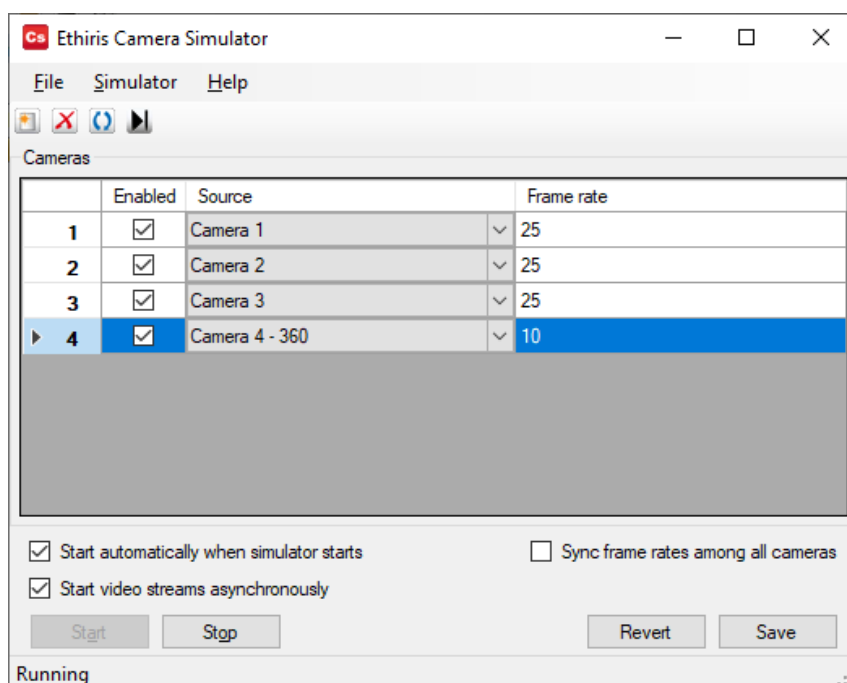 Cs Ethiris Camera Simulator
File Simulator Help
Cameras
Enabled Source Frame rate
1 Camera 1 25
2 Camera 2 25
3 Camera 3 25
4 Camera 4 - 360 10
Start automatically when simulator starts Sync frame rates among all cameras
Start video streams asynchronously
Start Stop Revert Save
Running